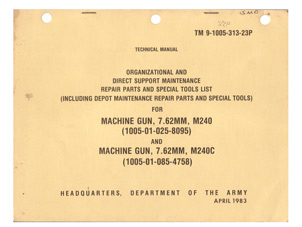 TM 9-1005-313-23P
TECHNICAL MANUAL
ORGANIZATIONAL AND
DIRECT SUPPORT MAINTENANCE
REPAIR PARTS AND SPECIAL TOOLS LIST
(INCLUDING DEPOT MAINTENANCE REPAIR PARTS AND SPECIAL TOOLS)
FOR
MACHINE GUN, 7.62MM, M240
(1005-01-025-8095)
AND
MACHINE GUN, 7.62MM, M240C
(1005-01-085-4758)
HEADQUARTERS, DEPARTMENT OF THE ARMY
APRIL 1983